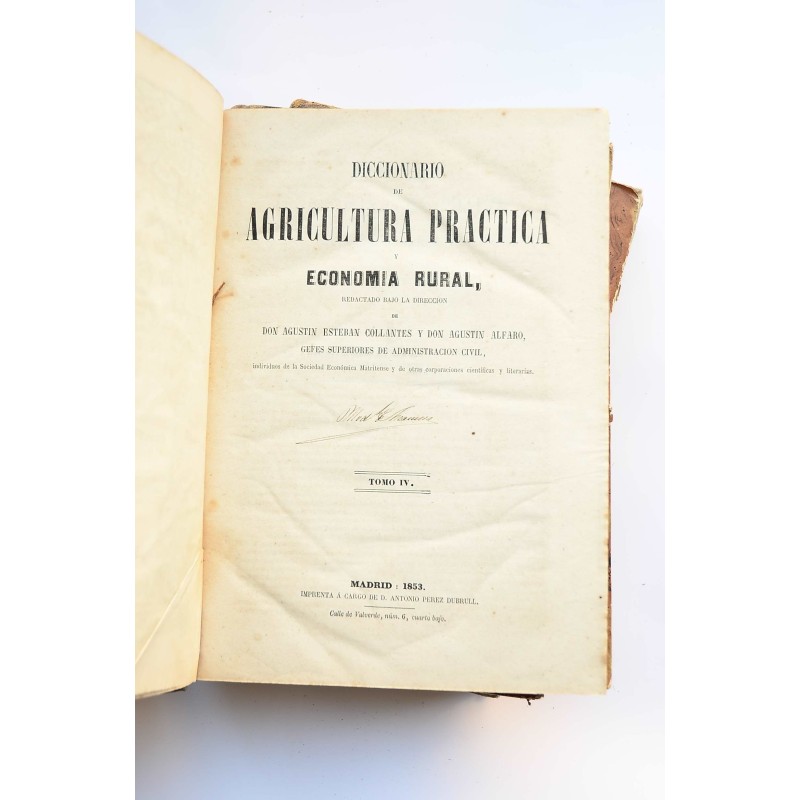 DICCIONARIO
DE
AGRICULTURA PRACTICA
Y
ECONOMIA RURAL,
REDACTADO BAJO LA DIRECCION
DE
DON AGUSTIN ESTEBAN COLLANTES Y DON AGUSTIN ALFARO,
GEFES SUPERIORES DE ADMINISTRACION CIVIL,
individuos de la Sociedad Económica Matritense y de otras corporaciones científicas y literarias.
TOMO IV.
MADRID: 1853.
IMPRENTA Á CARGO DE D. ANTONIO PEREZ DUBRULL,
Calle de Valverde, núm. 6, cuarto bajo.